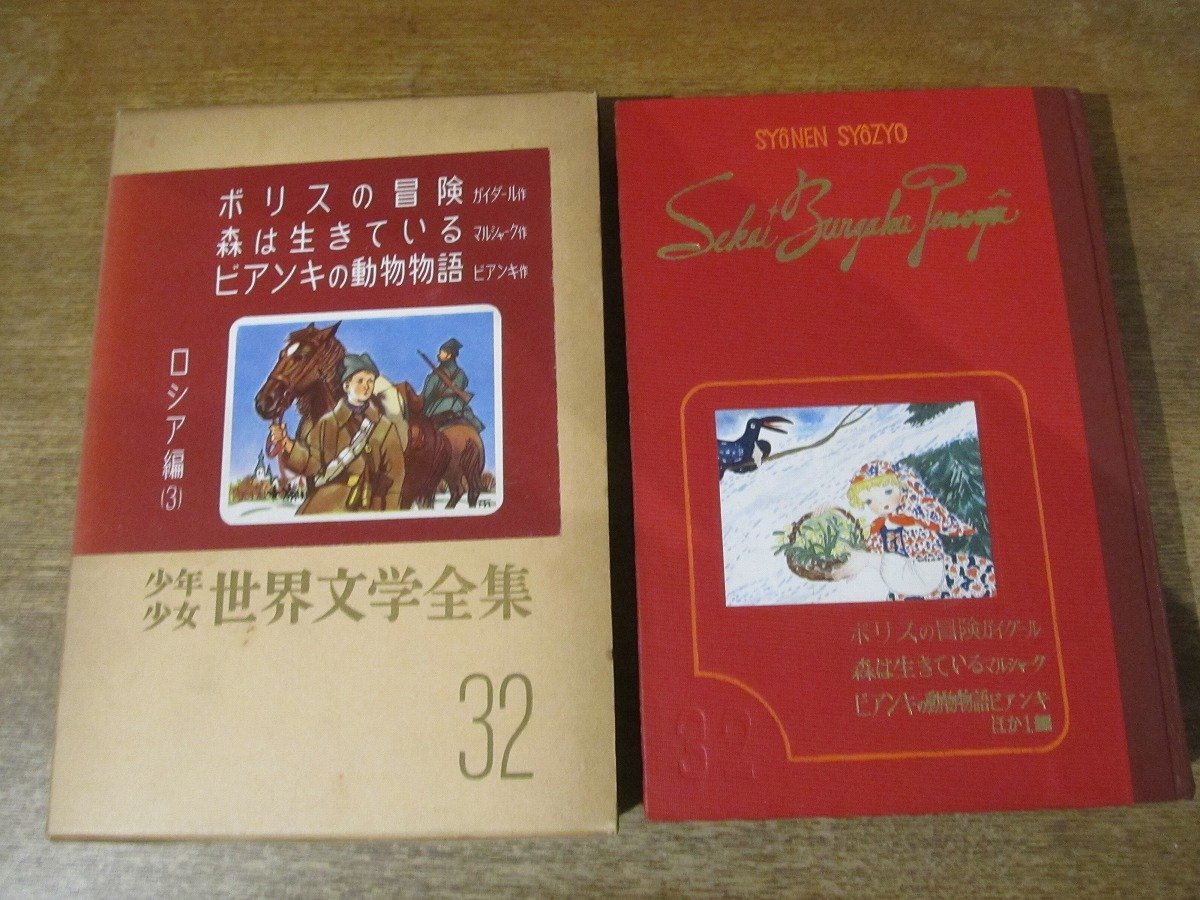 ボリスの冒険 ガイダール作
森は生きている マルシャーク作
ビアンキの動物物語 ビアンキ作
ロシア編(3)
少年少女世界文学全集
32
SYÔNEN SYÔZYO
Sekai Bungaku Zensyû
ボリスの冒険ガイダール
森は生きているマルシャーク
ビアンキの動物物語ビアンキ
ほか1編
32